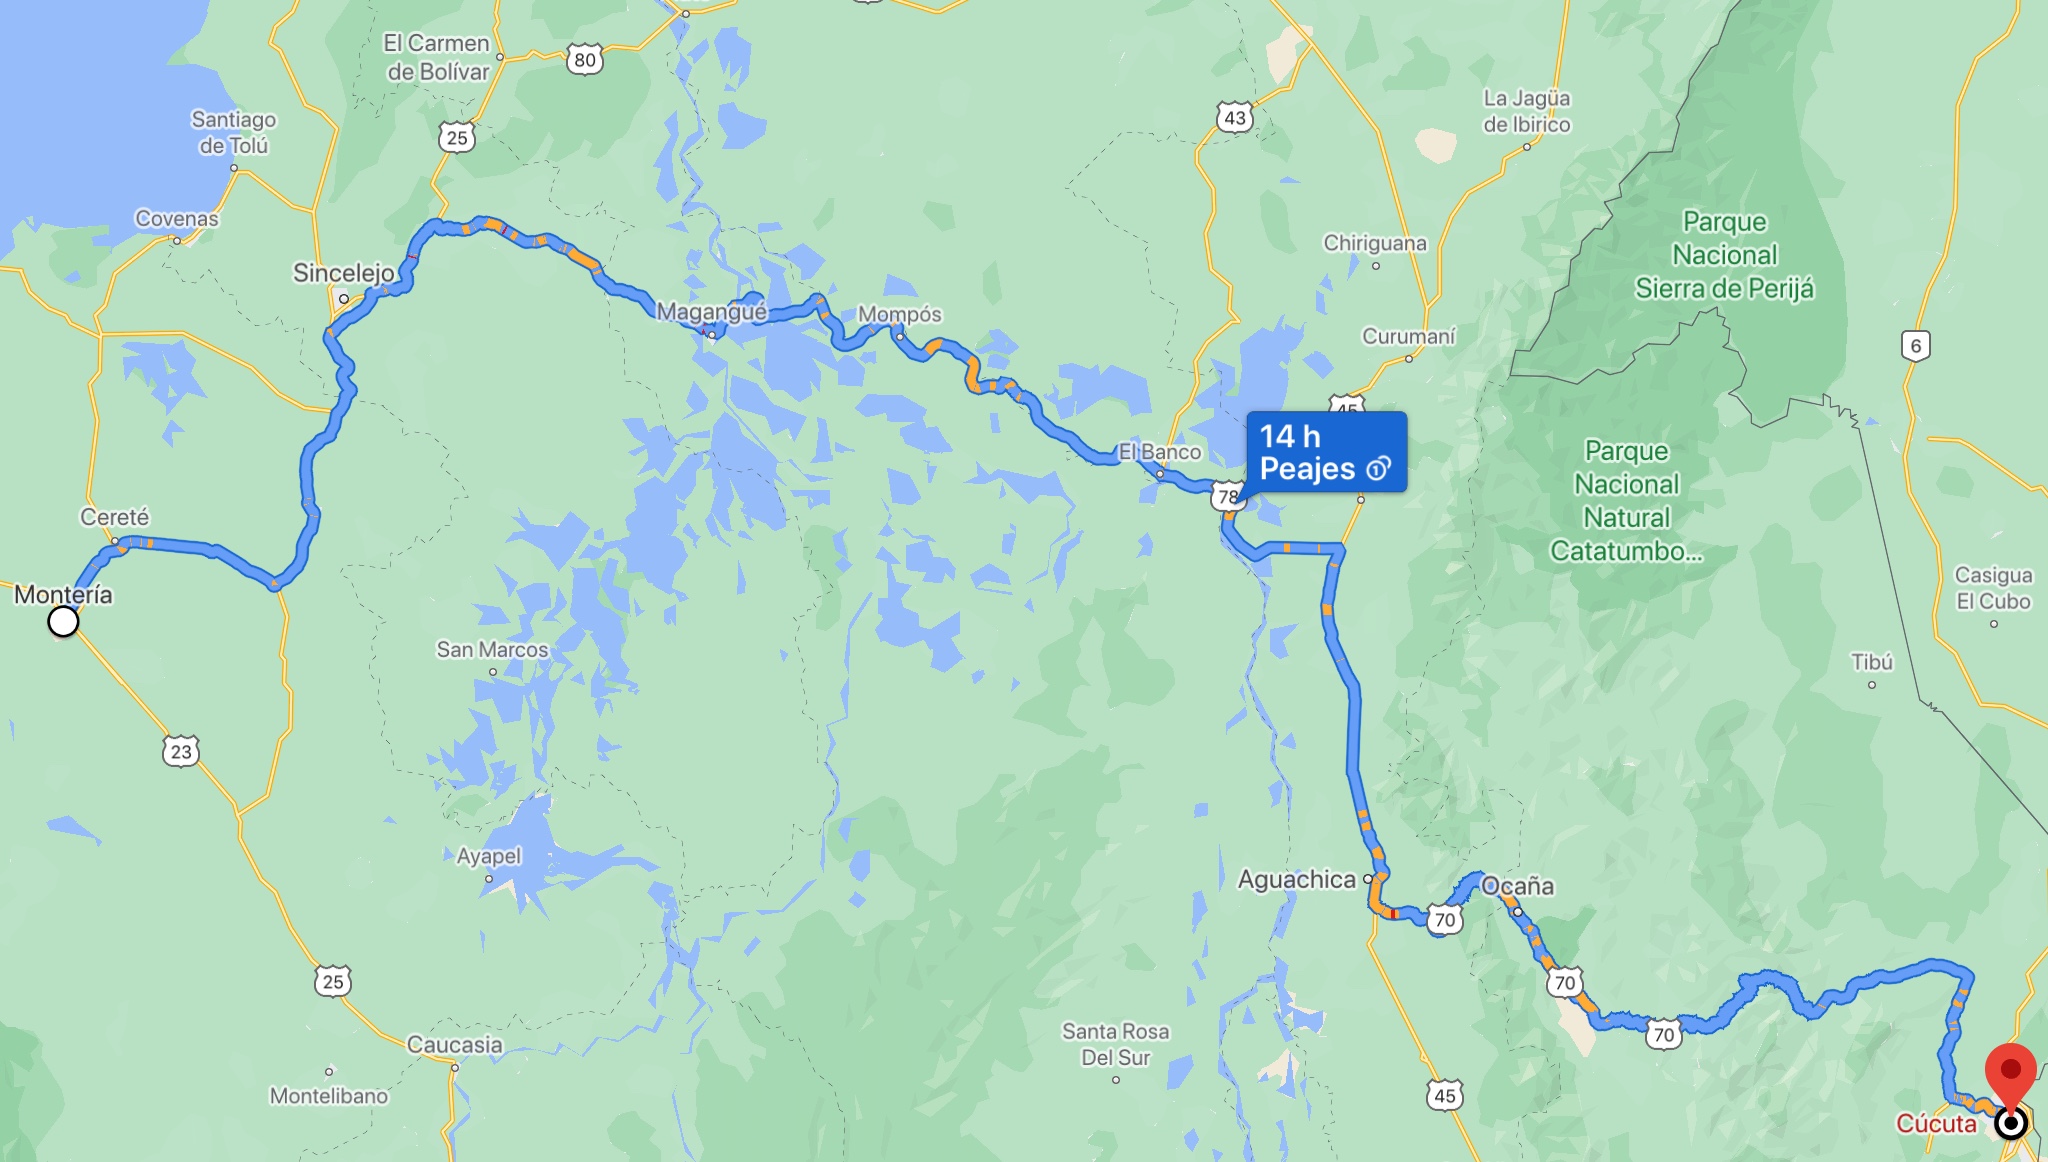 El Carmen
de Bolívar
80
25
Santiago
de Tolú
Covenas
Sincelejo
Magangué
Mompós
43
La Jagüa
de Ibirico
Chiriguana
Curumaní
45
Parque
Nacional
Sierra de Perijá
6
14 h
Peajes
El Banco
78
Parque
Nacional
Natural
Catatumbo...
Casigua
El Cubo
Tibú
Cereté
Montería
San Marcos
23
Ayapel
Aguachica
Ocaña
70
70
70
25
Caucasia
Montelibano
Santa Rosa
Del Sur
45
Cúcuta